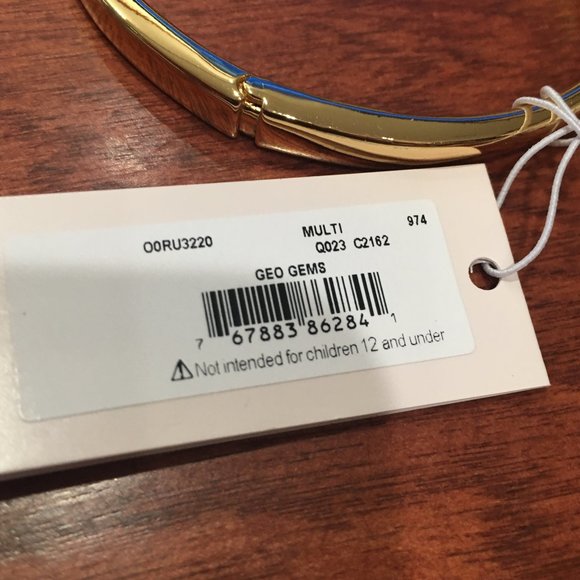 O0RU3220 MULTI 974
Q023 C2162
GEO GEMS
7 67883 86284 1
⚠ Not intended for children 12 and under